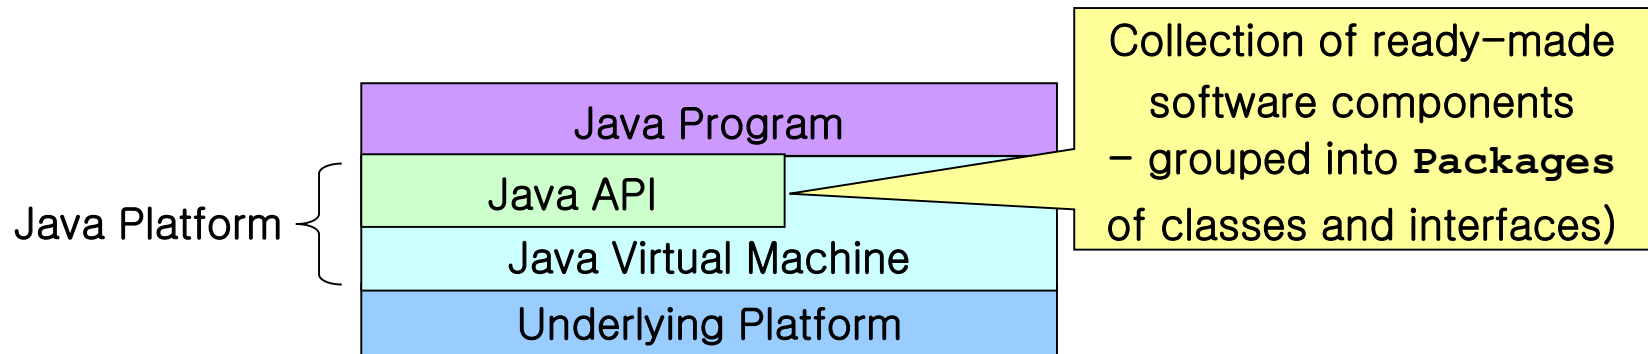 Collection of ready-made
software components
- grouped into Packages
of classes and interfaces)
Java Program
Java API
Java Platform
Java Virtual Machine
Underlying Platform